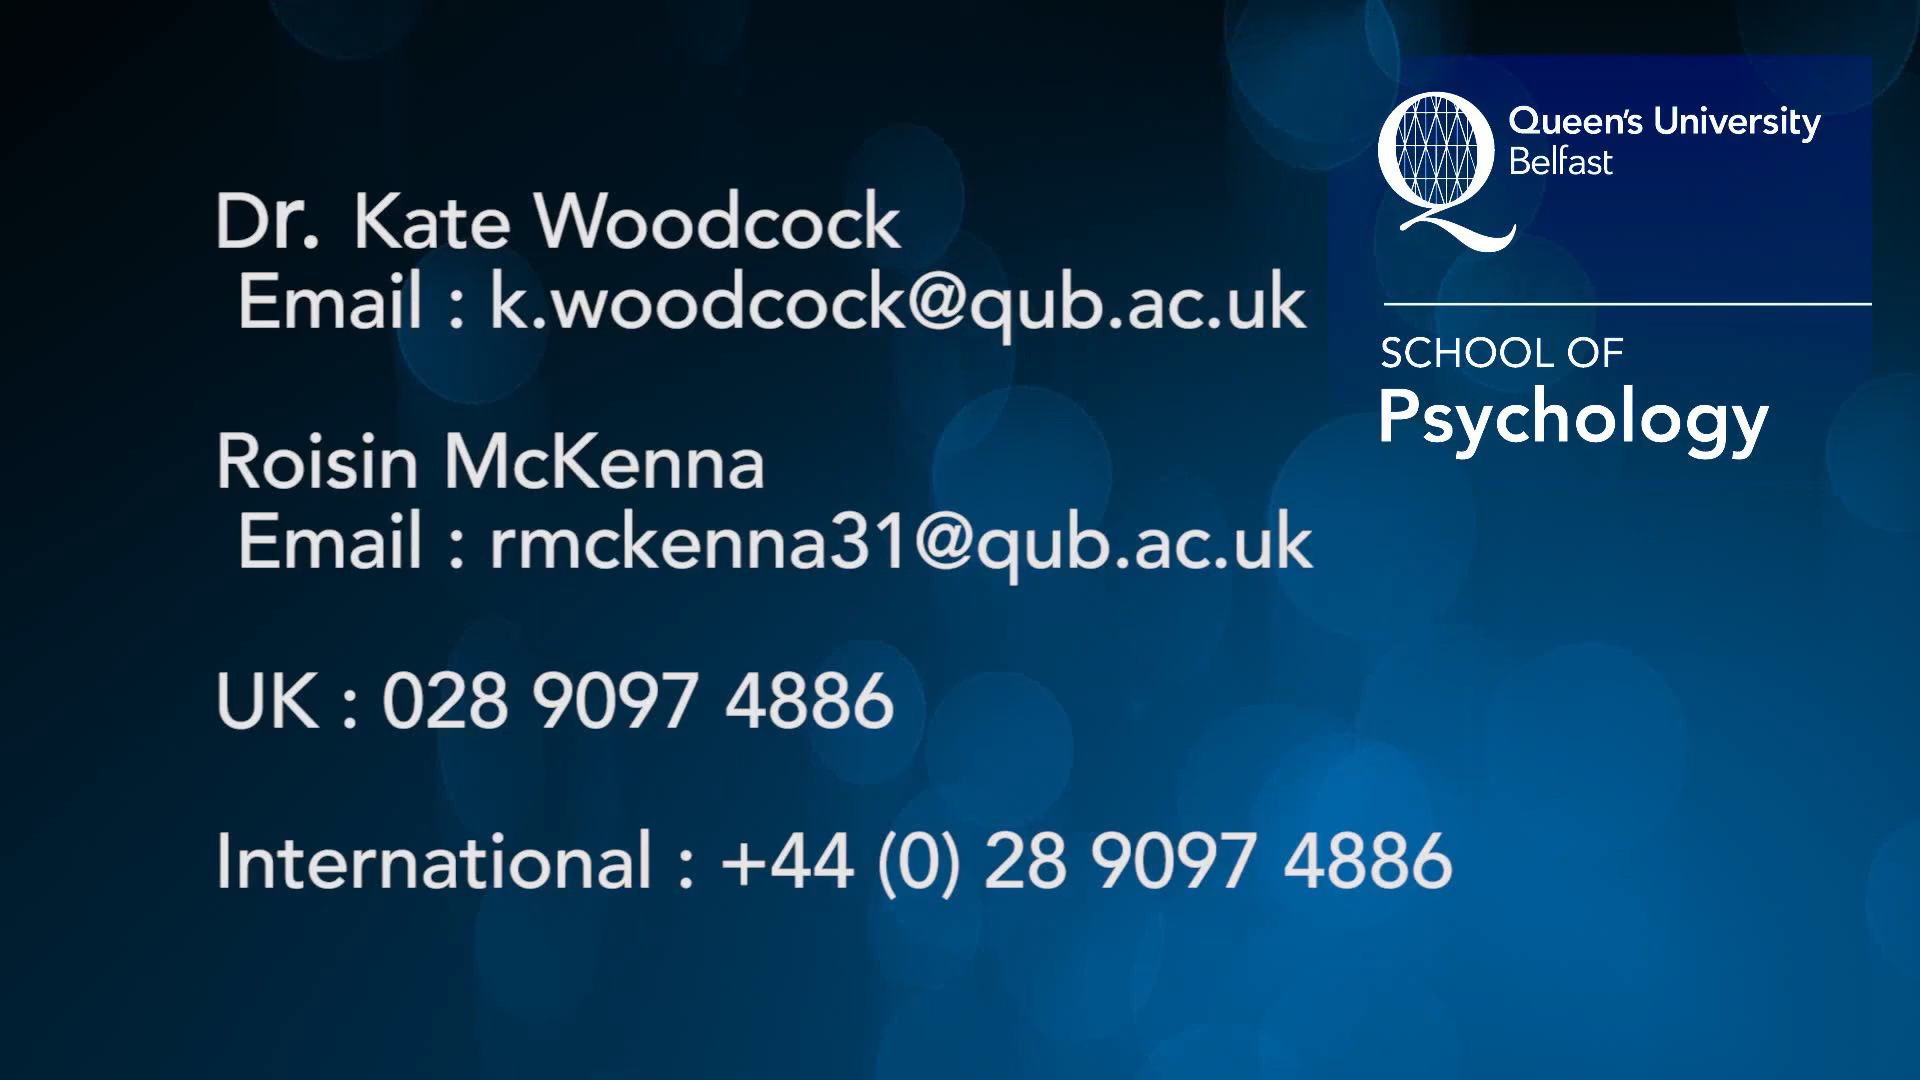 Dr. Kate Woodcock
Email : k.woodcock@qub.ac.uk
Roisin McKenna
Email : rmckenna31@qub.ac.uk
UK : 028 9097 4886
International : +44 (0) 28 9097 4886
Queen's University
Belfast
SCHOOL OF
Psychology